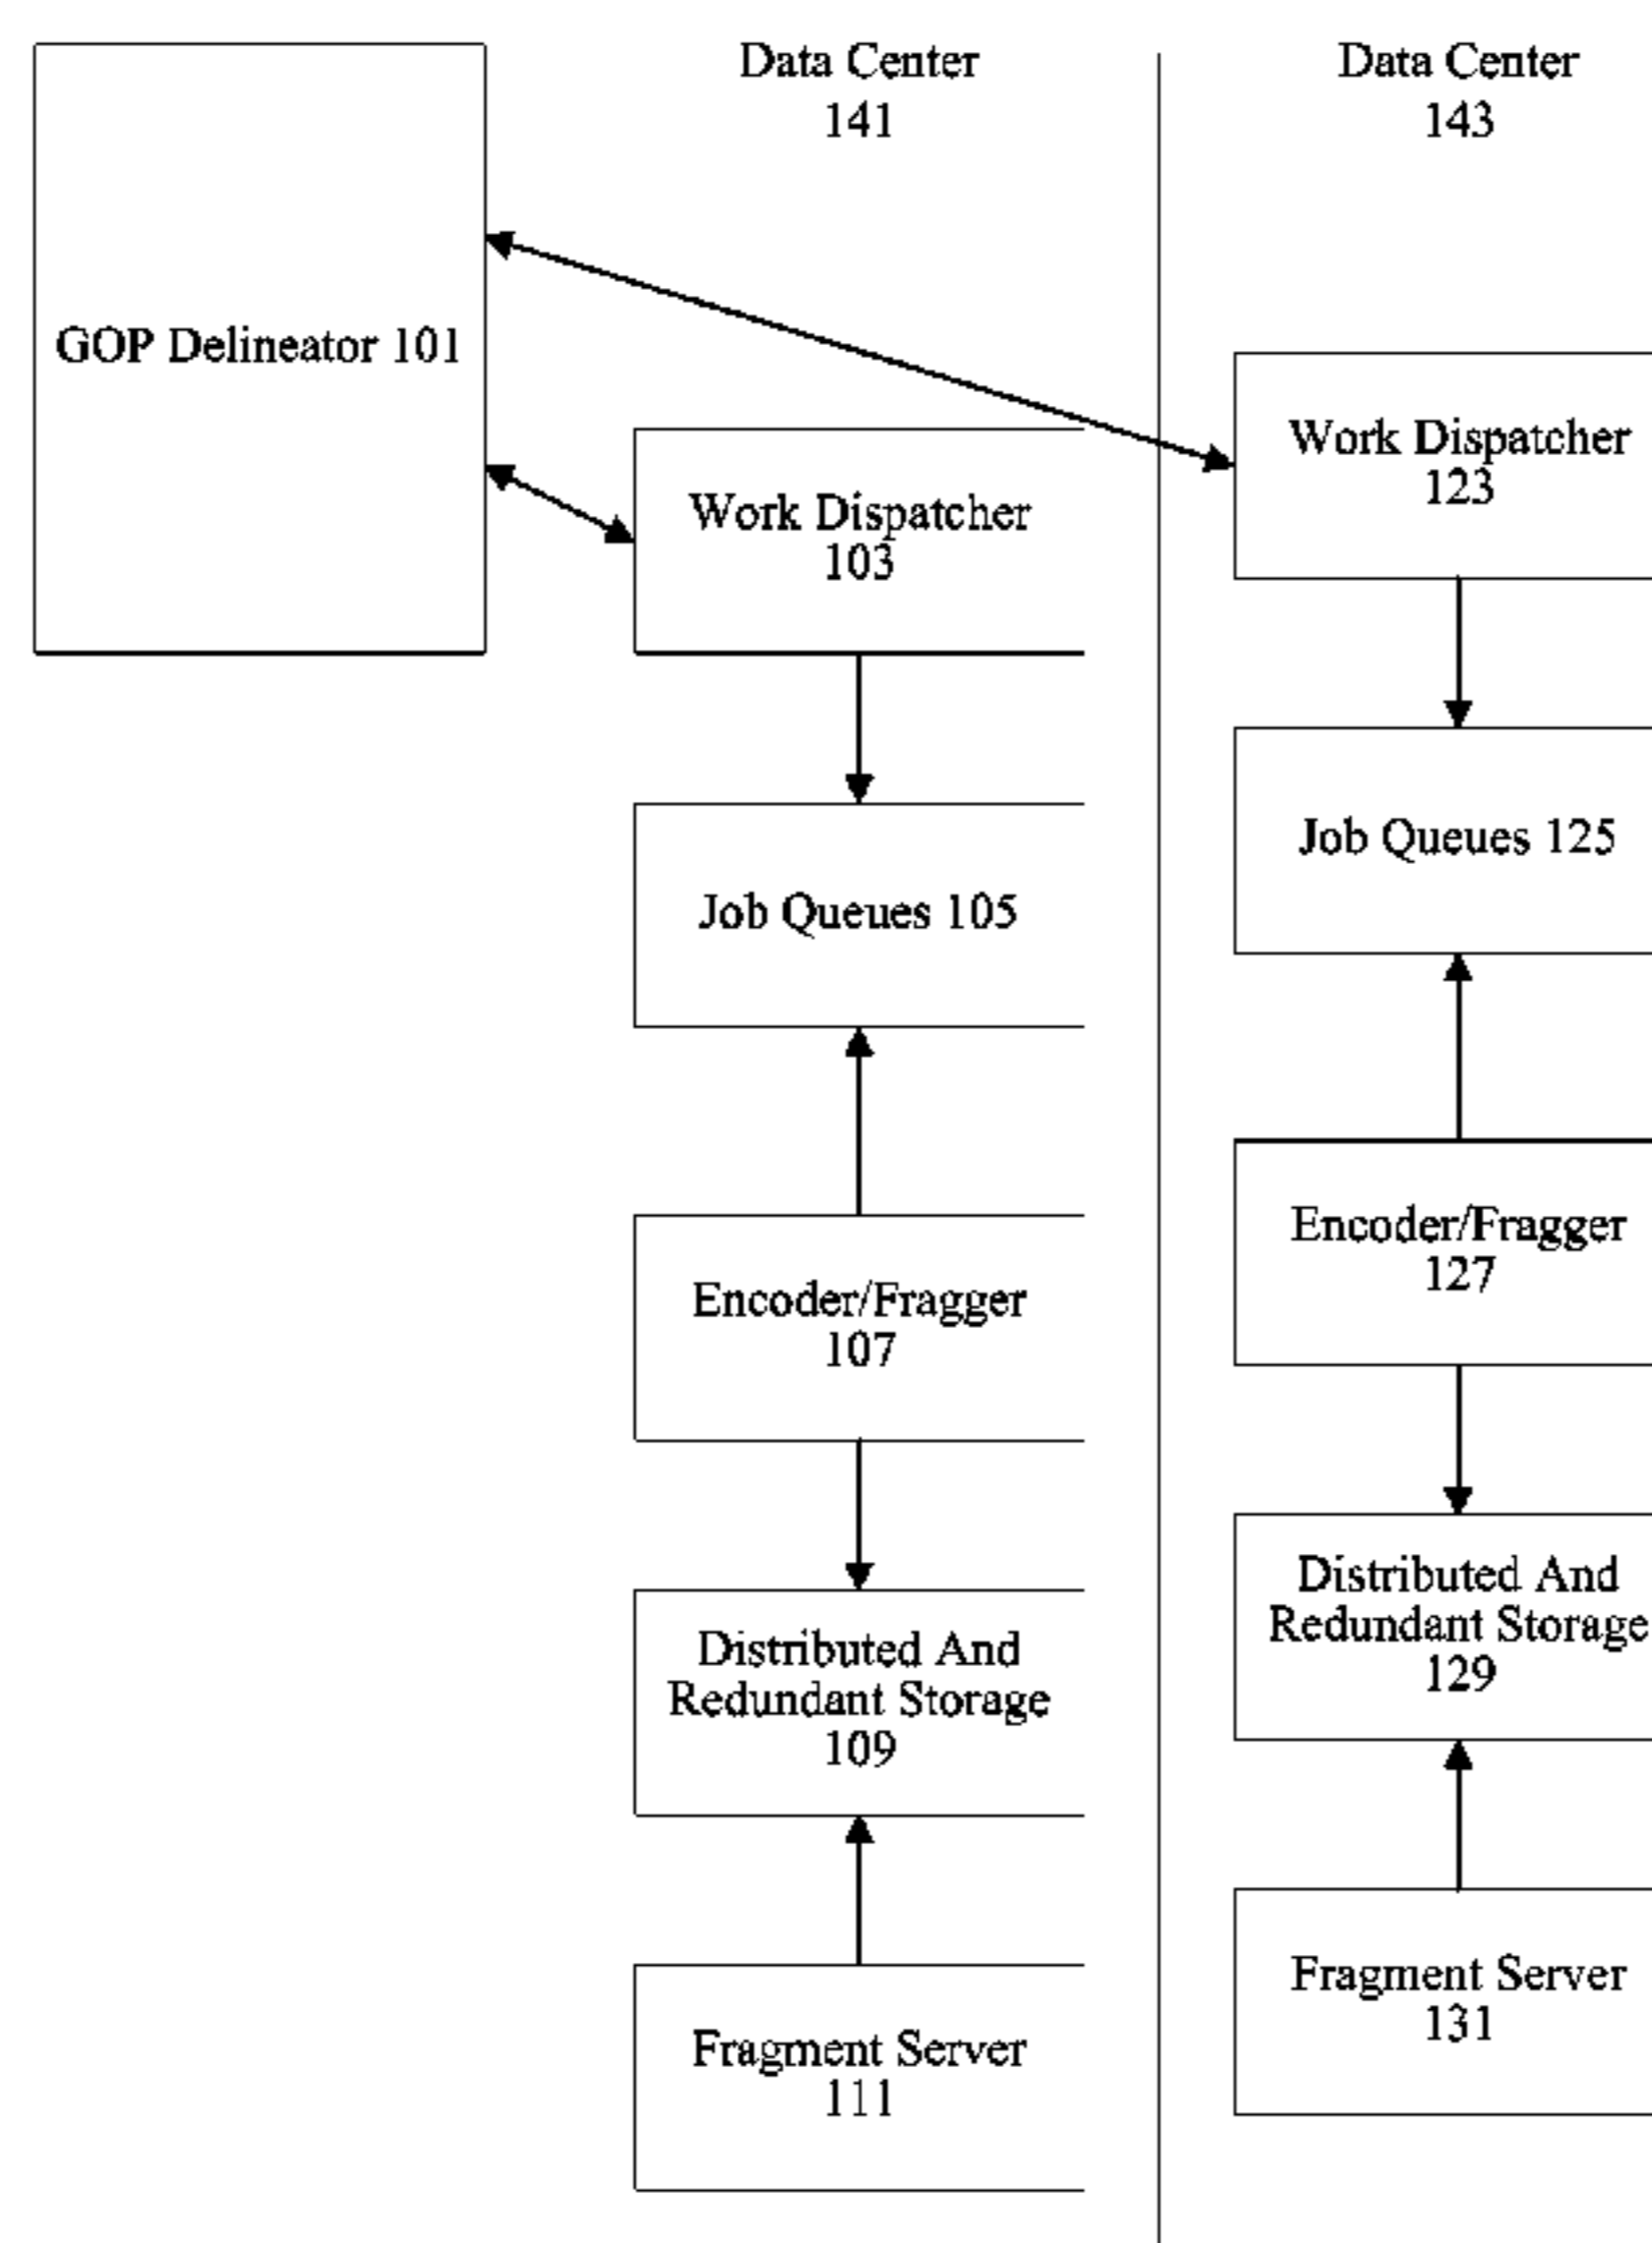 Data Center
141
Data Center
143
GOP Delineator 101
Work Dispatcher
103
Job Queues 105
Encoder/Fragger
107
Distributed And
Redundant Storage
109
Fragment Server
111
Work Dispatcher
123
Job Queues 125
Encoder/Fragger
127
Distributed And
Redundant Storage
129
Fragment Server
131